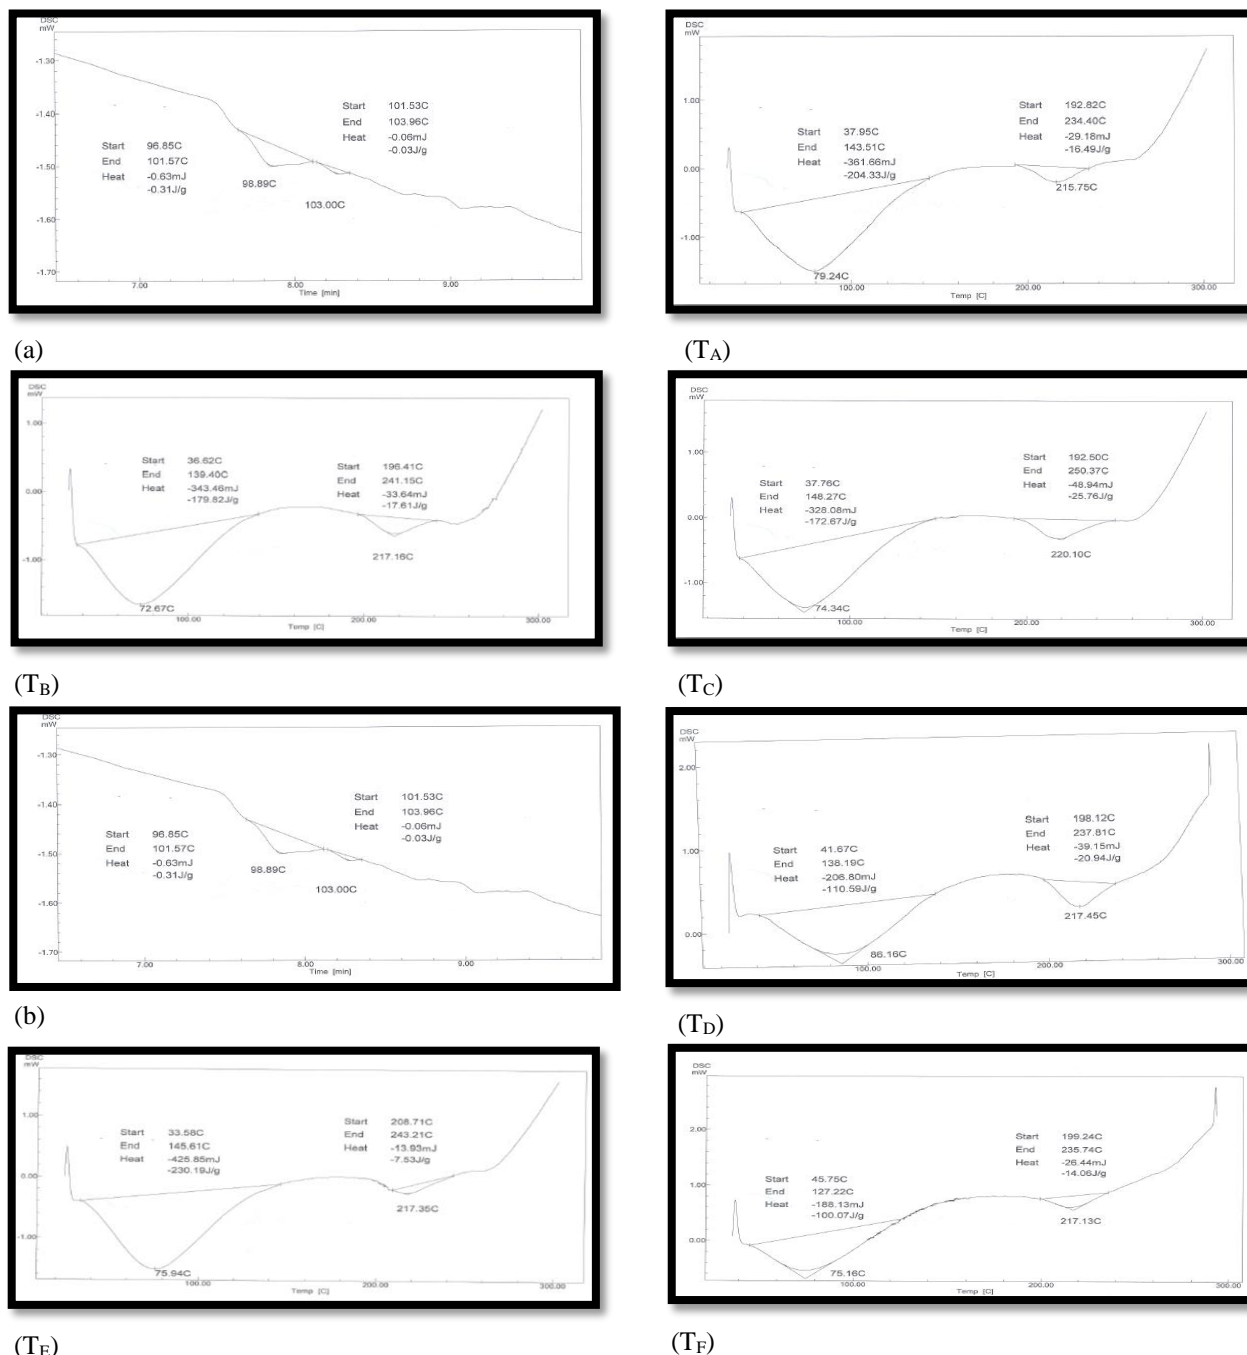 DSC
mW
-1.30
-1.40
-1.50
-1.60
-1.70
Start 96.85C
End 101.57C
Heat -0.63mJ
-0.31J/g
Start 101.53C
End 103.96C
Heat -0.06mJ
-0.03J/g
98.89C
103.00C
7.00 8.00 9.00
Time [min]
(a)
DSC
mW
1.00
0.00
-1.00
Start 37.95C
End 143.51C
Heat -361.66mJ
-204.33J/g
Start 192.82C
End 234.40C
Heat -29.18mJ
-16.49J/g
79.24C
215.75C
100.00 200.00 300.00
Temp [C]
(TA)
DSC
mW
1.00
0.00
-1.00
Start 36.62C
End 139.40C
Heat -343.46mJ
-179.82J/g
Start 196.41C
End 241.15C
Heat -33.64mJ
-17.61J/g
72.67C
217.16C
100.00 200.00 300.00
Temp [C]
(TB)
DSC
mW
1.00
0.00
-1.00
Start 37.76C
End 148.27C
Heat -328.08mJ
-172.67J/g
Start 192.50C
End 250.37C
Heat -48.94mJ
-25.76J/g
74.34C
220.10C
100.00 200.00 300.00
Temp [C]
(TC)
DSC
mW
-1.30
-1.40
-1.50
-1.60
-1.70
Start 96.85C
End 101.57C
Heat -0.63mJ
-0.31J/g
Start 101.53C
End 103.96C
Heat -0.06mJ
-0.03J/g
98.89C
103.00C
7.00 8.00 9.00
Time [min]
(b)
DSC
mW
2.00
1.00
0.00
Start 41.67C
End 138.19C
Heat -206.80mJ
-110.59J/g
Start 198.12C
End 237.81C
Heat -39.15mJ
-20.94J/g
86.16C
217.45C
100.00 200.00 300.00
Temp [C]
(TD)
DSC
mW
1.00
0.00
-1.00
Start 33.58C
End 145.61C
Heat -425.85mJ
-230.19J/g
Start 208.71C
End 243.21C
Heat -13.93mJ
-7.53J/g
75.94C
217.35C
100.00 200.00 300.00
Temp [C]
(TE)
DSC
mW
2.00
1.00
0.00
Start 45.75C
End 127.22C
Heat -188.13mJ
-100.07J/g
Start 199.24C
End 235.74C
Heat -26.44mJ
-14.06J/g
75.16C
217.13C
100.00 200.00 300.00
Temp [C]
(TF)